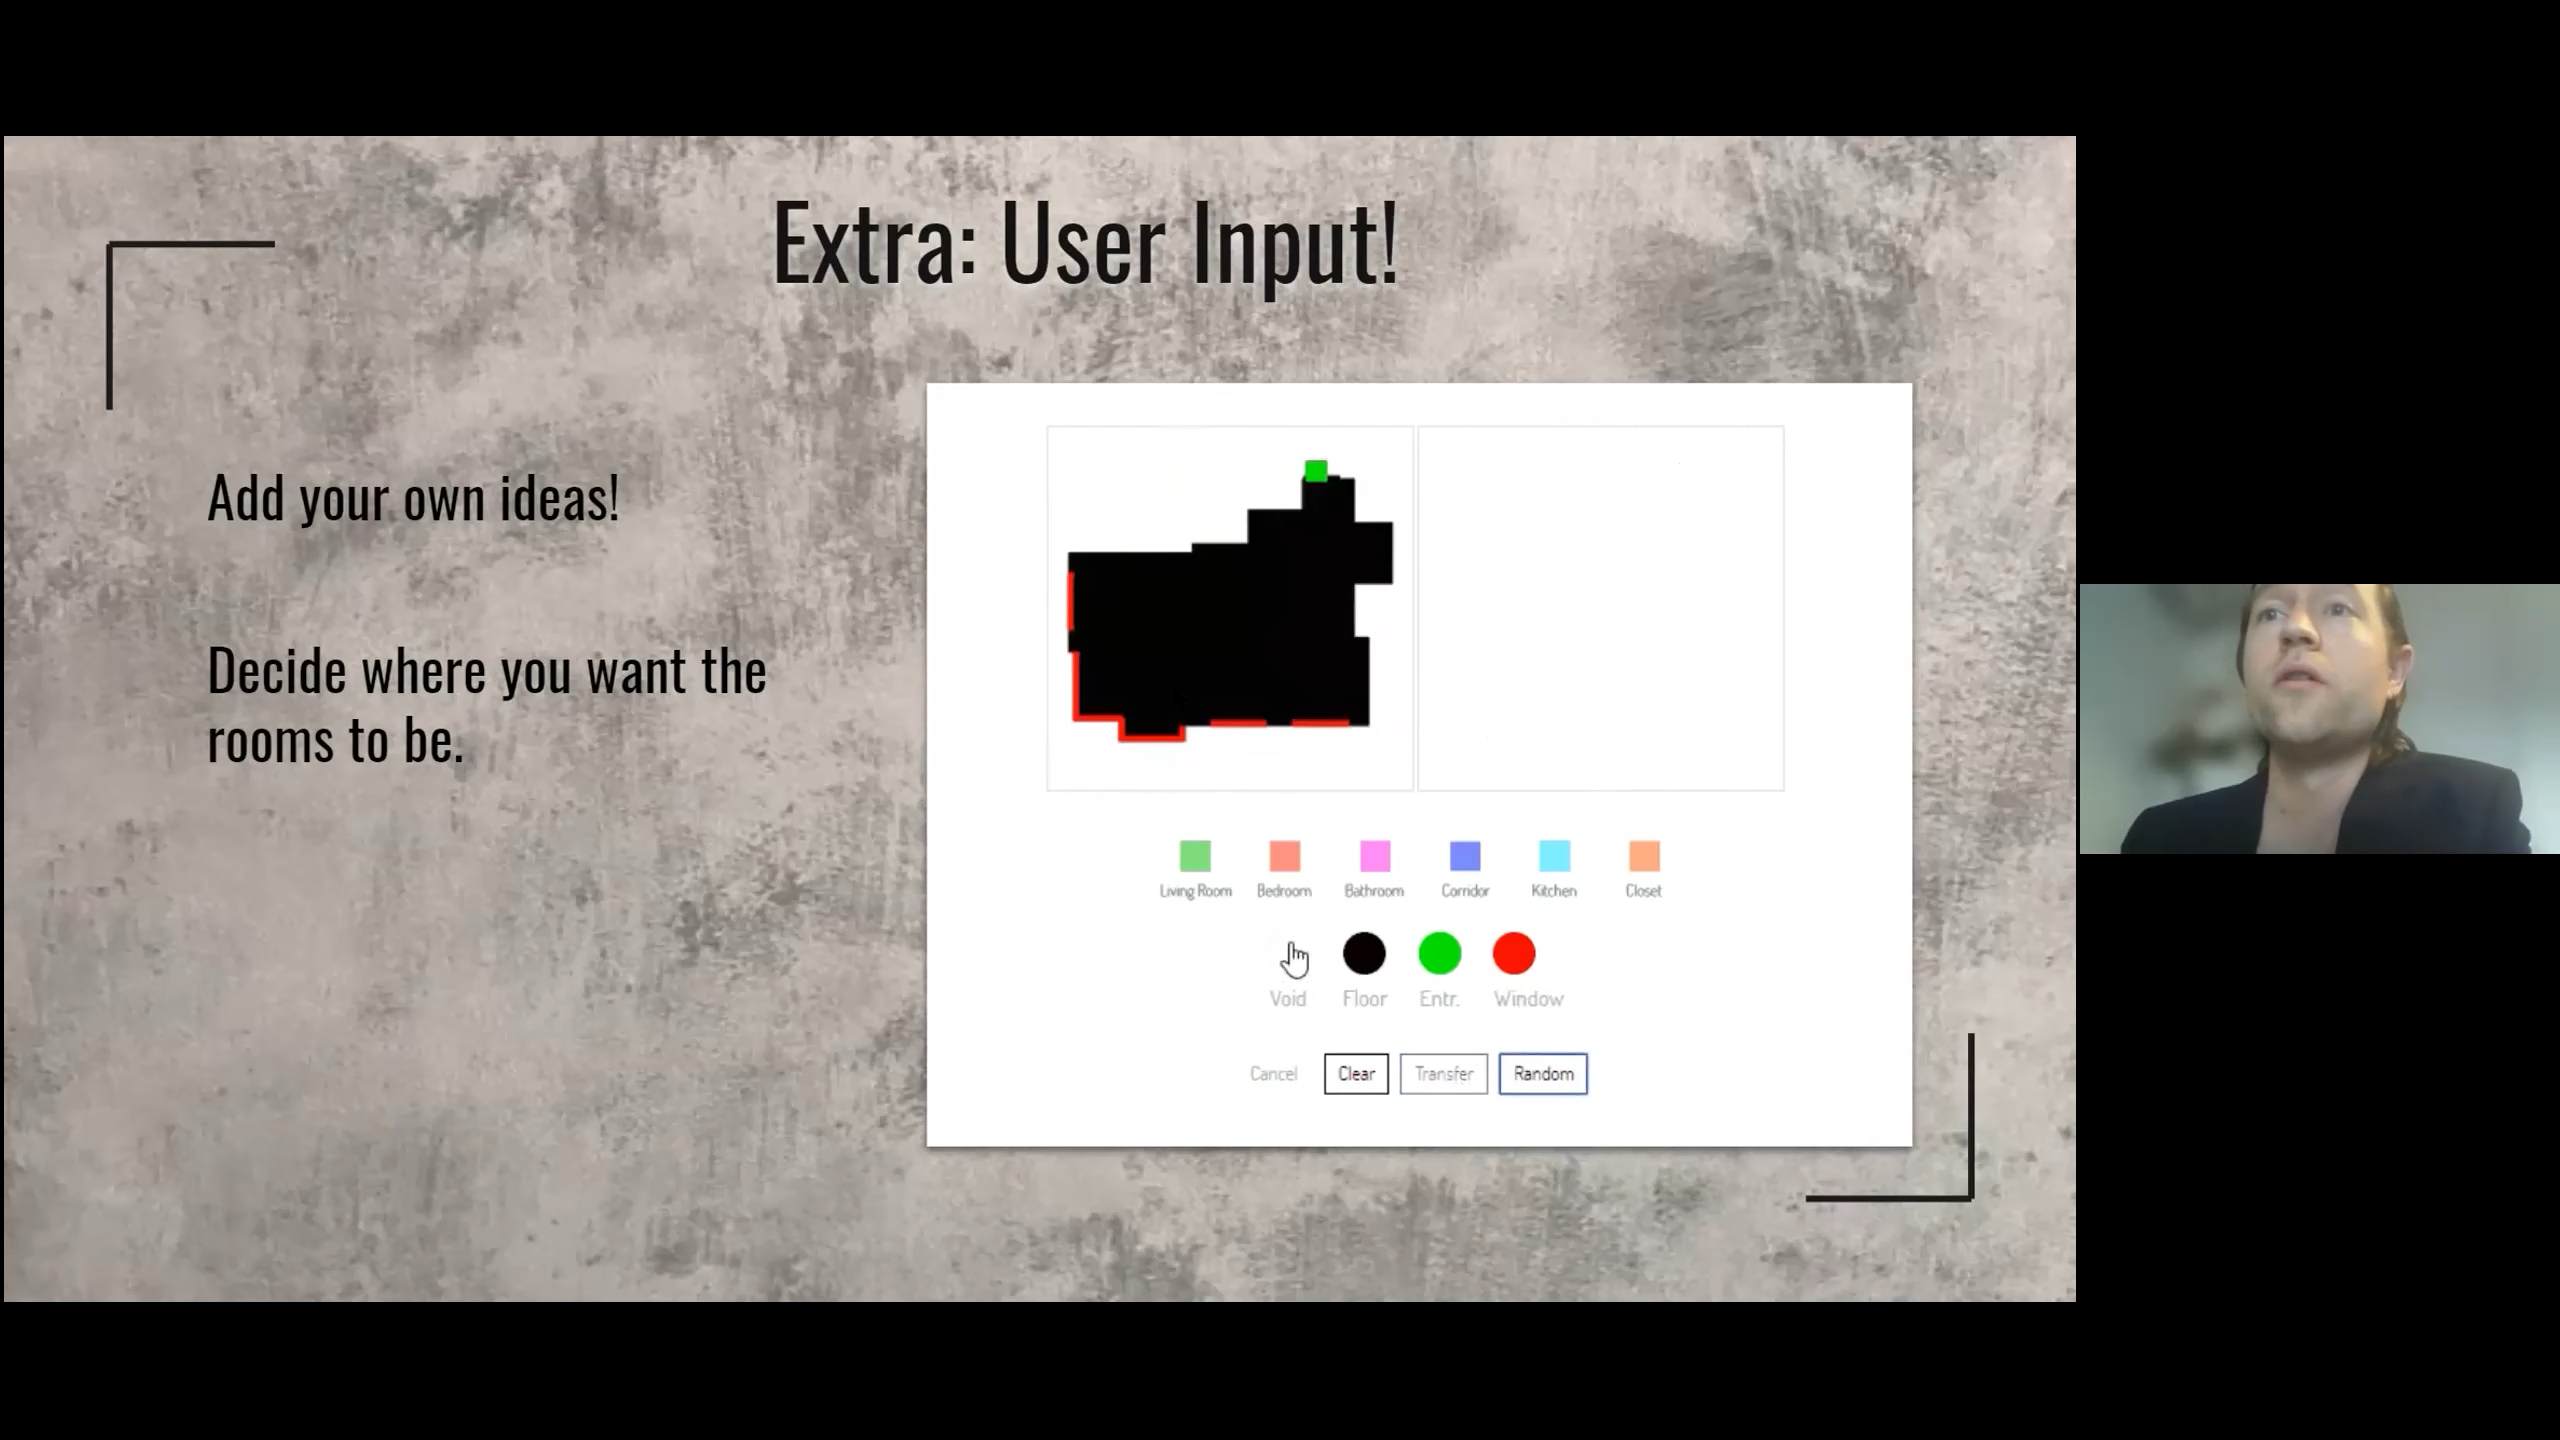 Extra: User Input!
Add your own ideas!
Decide where you want the
rooms to be.
Living Room Bedroom Bathroom Corridor Kitchen Closet
Void Floor Entr. Window
Cancel Clear Transfer Random